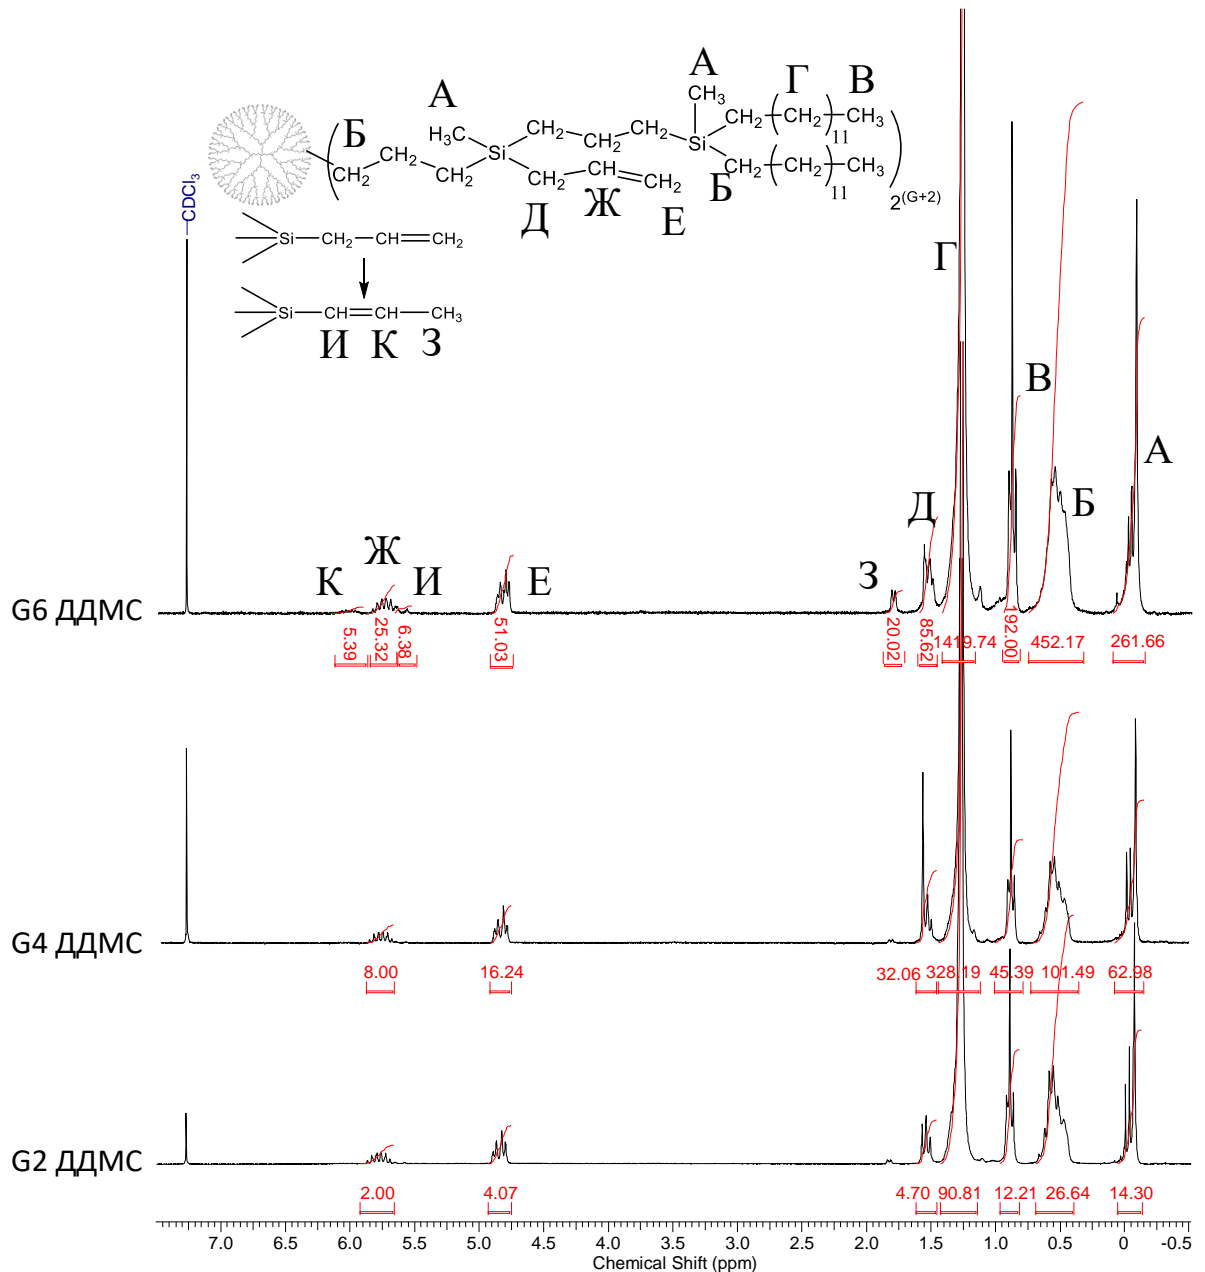 А
Г
В
А
CH₃
CH₂
(CH₂)₁₁
CH₃
Б
H₃C
Si
CH₂
CH₂
CH₂
Si
CH₂
CH₂
CH₂
CH₂
CH
CH₂
CH₂
(CH₂)₁₁
CH₃
2^(G+2)
Д
Ж
Е
Б
CDCl₃
Si
CH₂
CH
CH₂
Si
CH
CH
CH₃
И
К
З
Г
В
А
Д
Б
К
Ж
И
Е
З
G6 ДДМС
5.39
25.32
6.38
51.03
20.02
85.62
1419.74
192.00
452.17
261.66
G4 ДДМС
8.00
16.24
32.06
328.19
45.39
101.49
62.98
G2 ДДМС
2.00
4.07
4.70
90.81
12.21
26.64
14.30
7.0 6.5 6.0 5.5 5.0 4.5 4.0 3.5 3.0 2.5 2.0 1.5 1.0 0.5 0 -0.5
Chemical Shift (ppm)